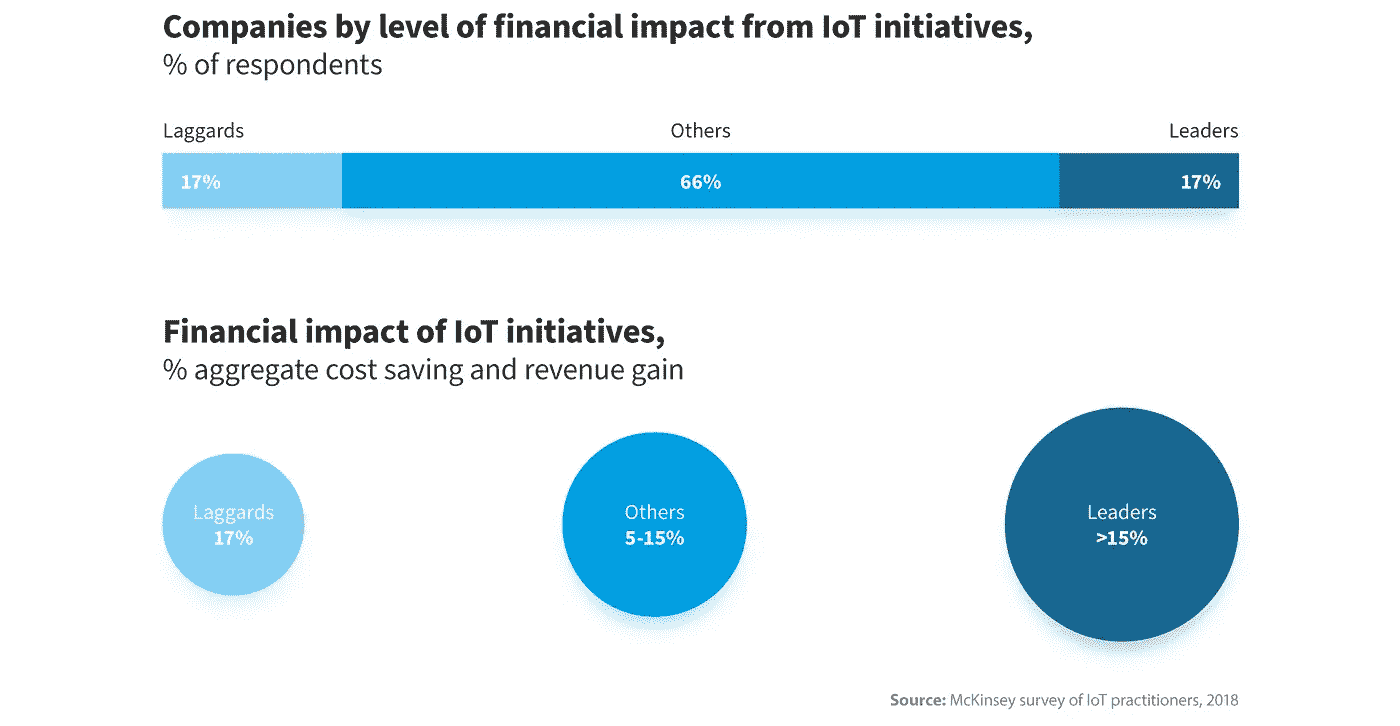 Companies by level of financial impact from IoT initiatives,
% of respondents
Laggards Others Leaders
17% 66% 17%
Financial impact of IoT initiatives,
% aggregate cost saving and revenue gain
Laggards Others Leaders
17% 5-15% >15%
Source: McKinsey survey of IoT practitioners, 2018